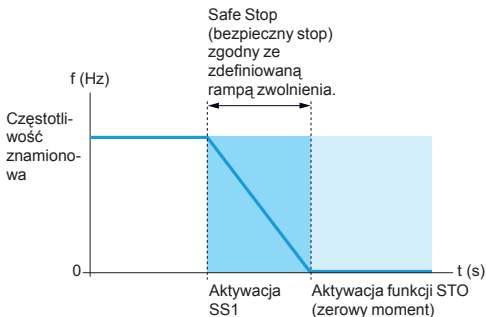 Safe Stop
(bezpieczny stop)
zgodny ze
zdefiniowaną
rampą zwolnienia.
f (Hz)
Częstotli-
wość
znamiono-
wa
0
t (s)
Aktywacja
SS1
Aktywacja funkcji STO
(zerowy moment)